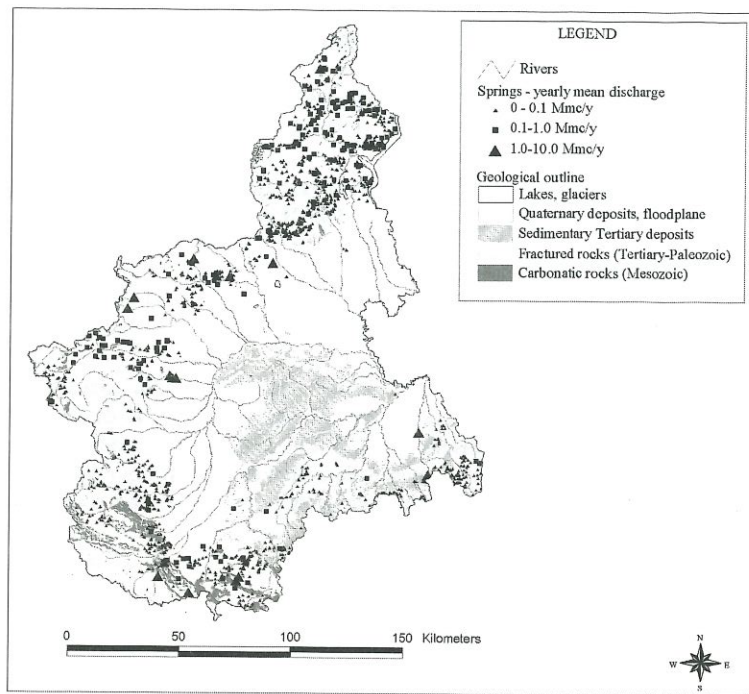 LEGEND
Rivers
Springs - yearly mean discharge
0 - 0.1 Mmc/y
0.1-1.0 Mmc/y
1.0-10.0 Mmc/y
Geological outline
Lakes, glaciers
Quaternary deposits, floodplane
Sedimentary Tertiary deposits
Fractured rocks (Tertiary-Paleozoic)
Carbonatic rocks (Mesozoic)
0 50 100 150 Kilometers
N
W E
S